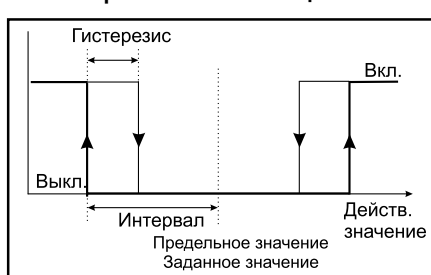 Гистерезис
Вкл.
Выкл.
Интервал
Действ.
значение
Предельное значение
Заданное значение